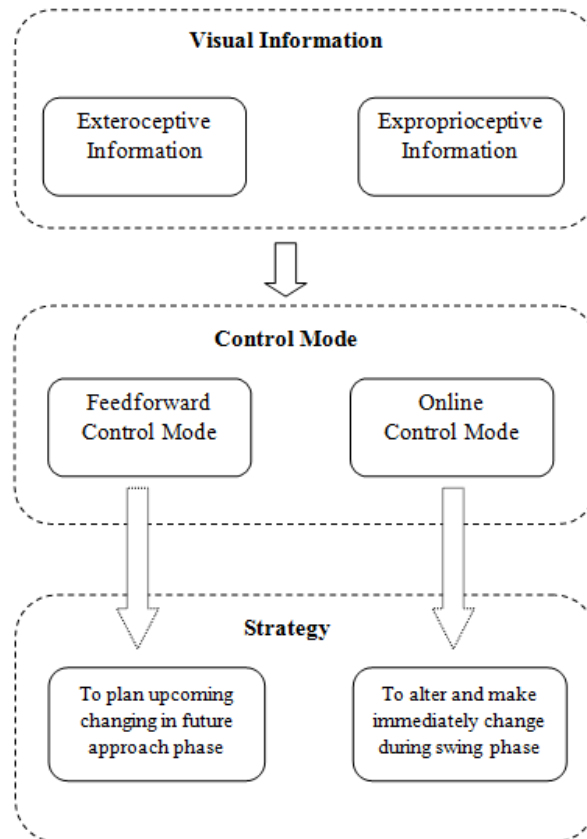 Visual Information
Exteroceptive
Information
Exproprioceptive
Information
Control Mode
Feedforward
Control Mode
Online
Control Mode
Strategy
To plan upcoming
changing in future
approach phase
To alter and make
immediately change
during swing phase